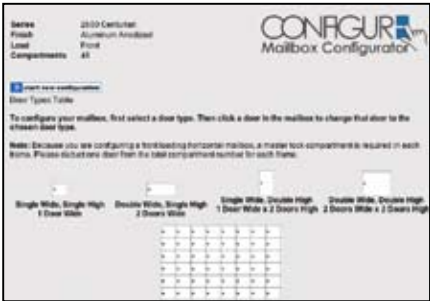 Series 2600 Centurion
Finish Aluminum Anodized
Load Front
Compartments 41
CONFIGUR
Mailbox Configurator
start new configuration
Door Types Table
To configure your mailbox, first select a door type. Then click a door in the mailbox to change that door to the
chosen door type.
Note: Because you are configuring a front loading horizontal mailbox, a master lock compartment is required in each
frame. Please deduct one door from the total compartment number for each frame.
Single Wide, Single High
1 Door Wide
Double Wide, Single High
2 Doors Wide
Single Wide, Double High
1 Door Wide x 2 Doors High
Double Wide, Double High
2 Doors Wide x 2 Doors High